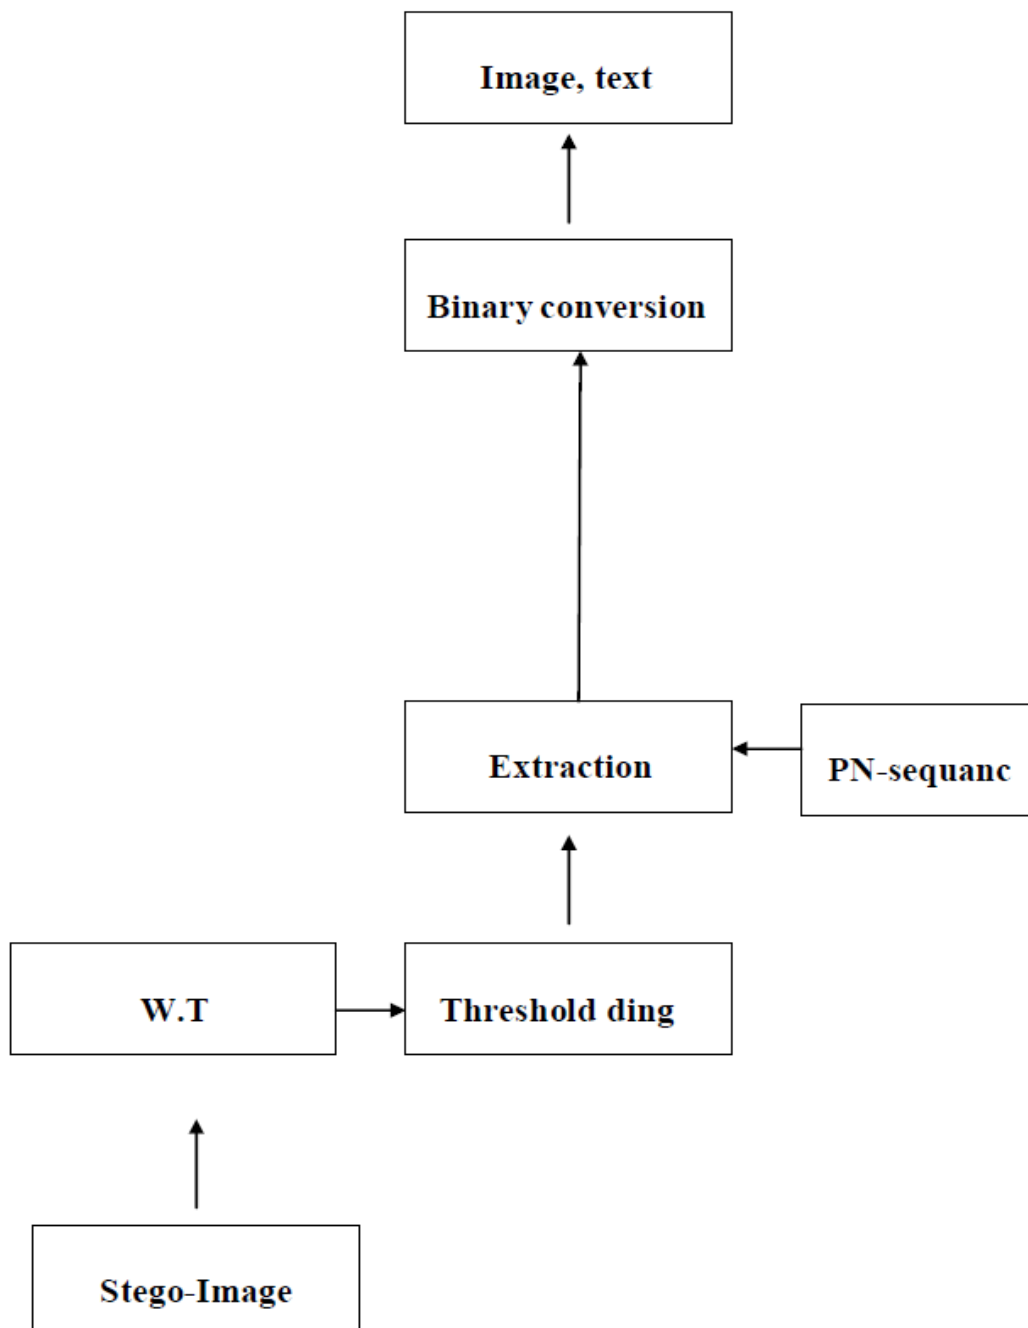 Image, text
Binary conversion
Extraction
PN-sequanc
W.T
Threshold ding
Stego-Image